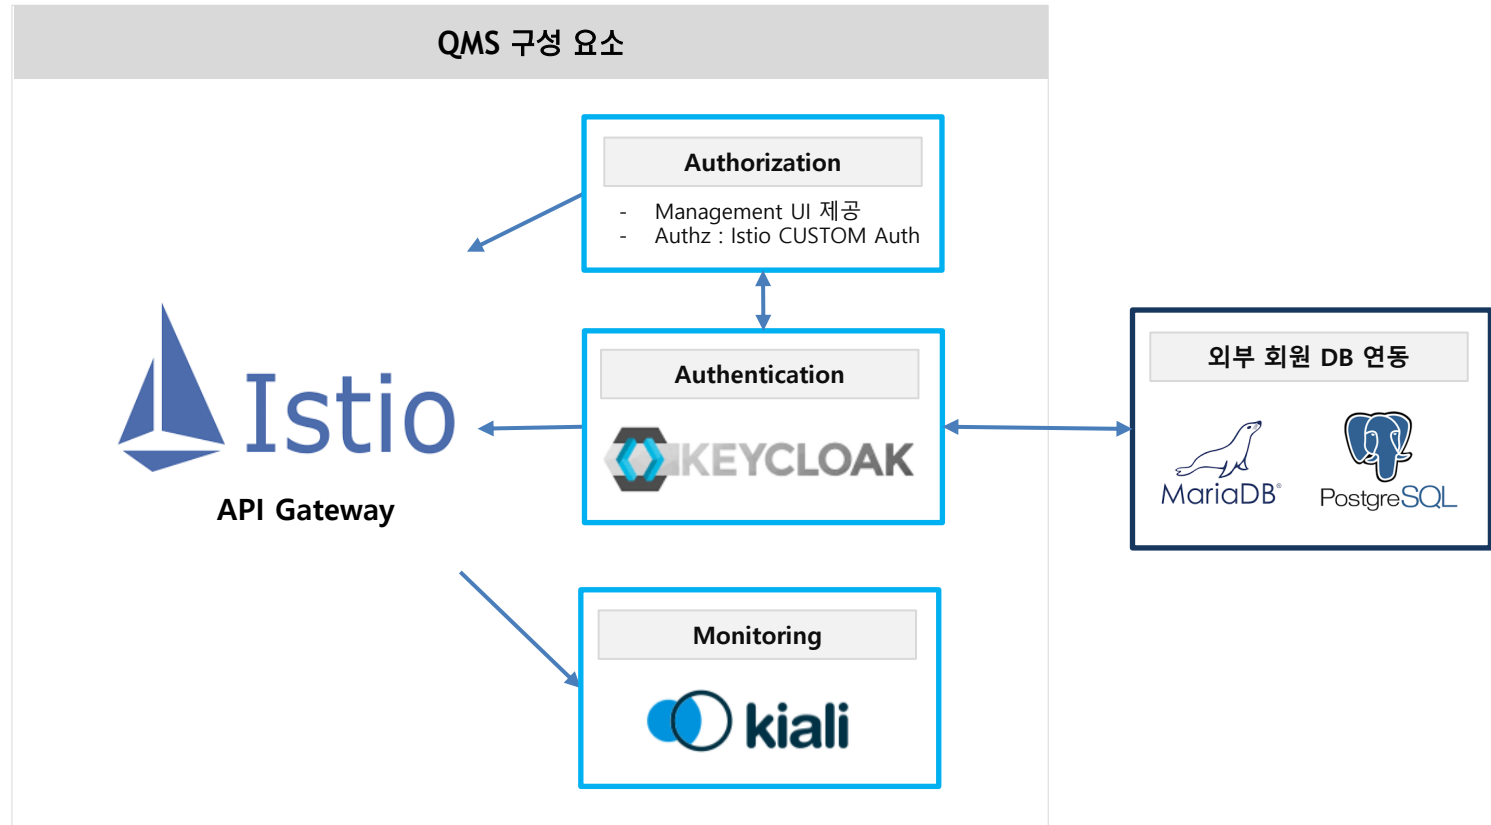 QMS 구성 요소
Authorization
- Management UI 제공
- Authz : Istio CUSTOM Auth
Istio
API Gateway
Authentication
KEYCLOAK
외부 회원 DB 연동
MariaDB®
PostgreSQL
Monitoring
kiali